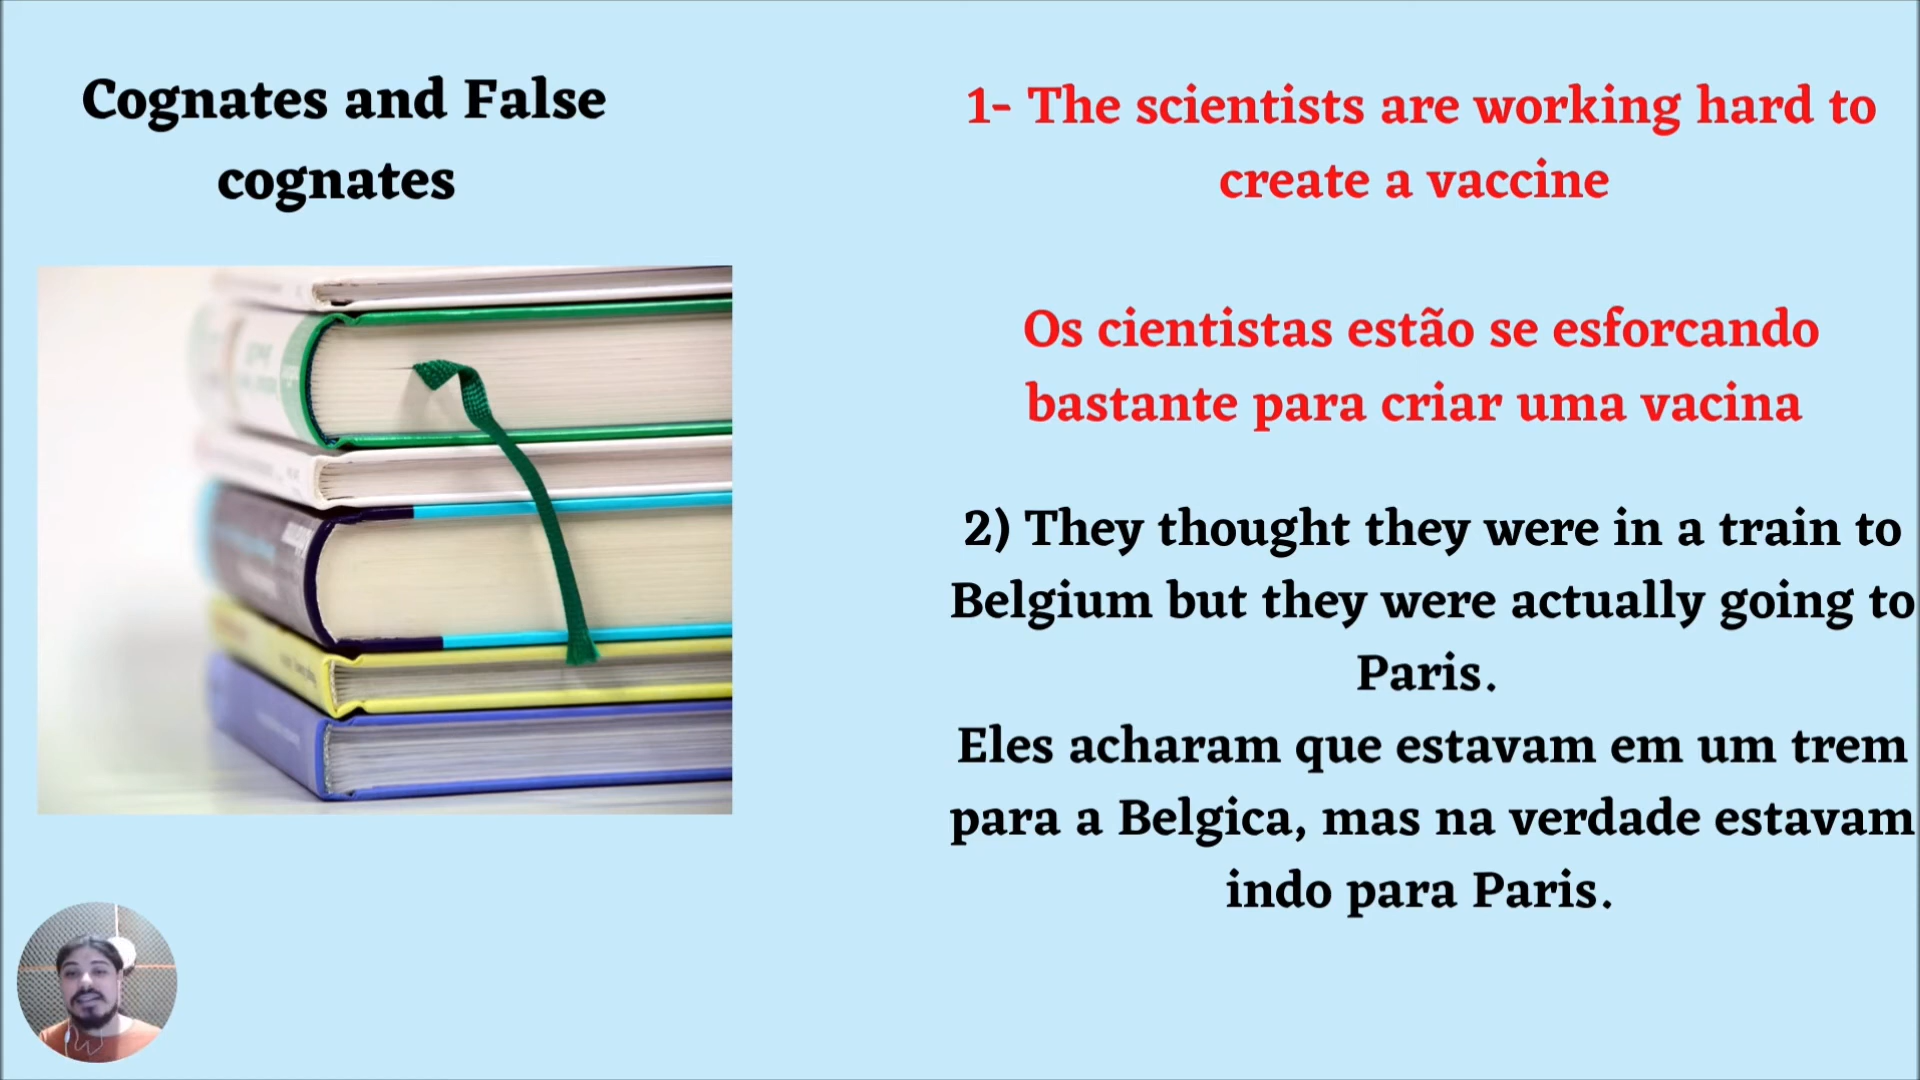 Cognates and False
cognates
1- The scientists are working hard to
create a vaccine
Os cientistas estão se esforcando
bastante para criar uma vacina
2) They thought they were in a train to
Belgium but they were actually going to
Paris.
Eles acharam que estavam em um trem
para a Belgica, mas na verdade estavam
indo para Paris.